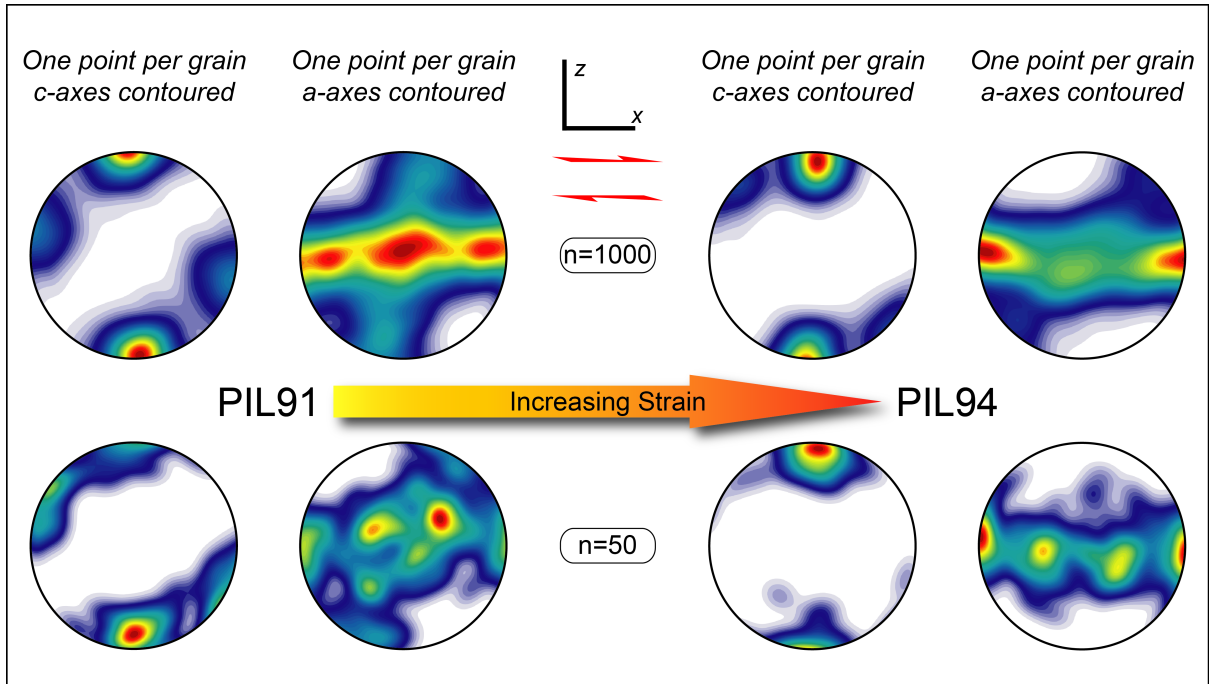 One point per grain
c-axes contoured
One point per grain
a-axes contoured
z
x
One point per grain
c-axes contoured
One point per grain
a-axes contoured
n=1000
PIL91
Increasing Strain
PIL94
n=50